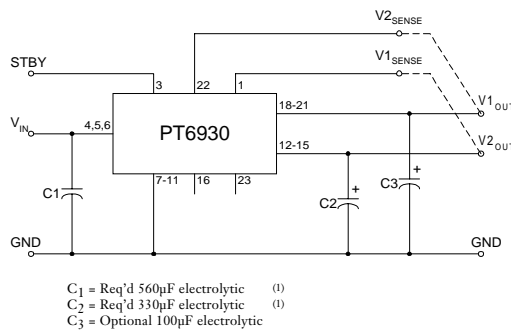 V2SENSE
V1SENSE
STBY
3
22
1
VIN
4,5,6
PT6930
18-21
V1OUT
12-15
V2OUT
7-11
16
23
C1
C2
+
C3
+
GND
GND
C1 = Req'd 560µF electrolytic (1)
C2 = Req'd 330µF electrolytic (1)
C3 = Optional 100µF electrolytic